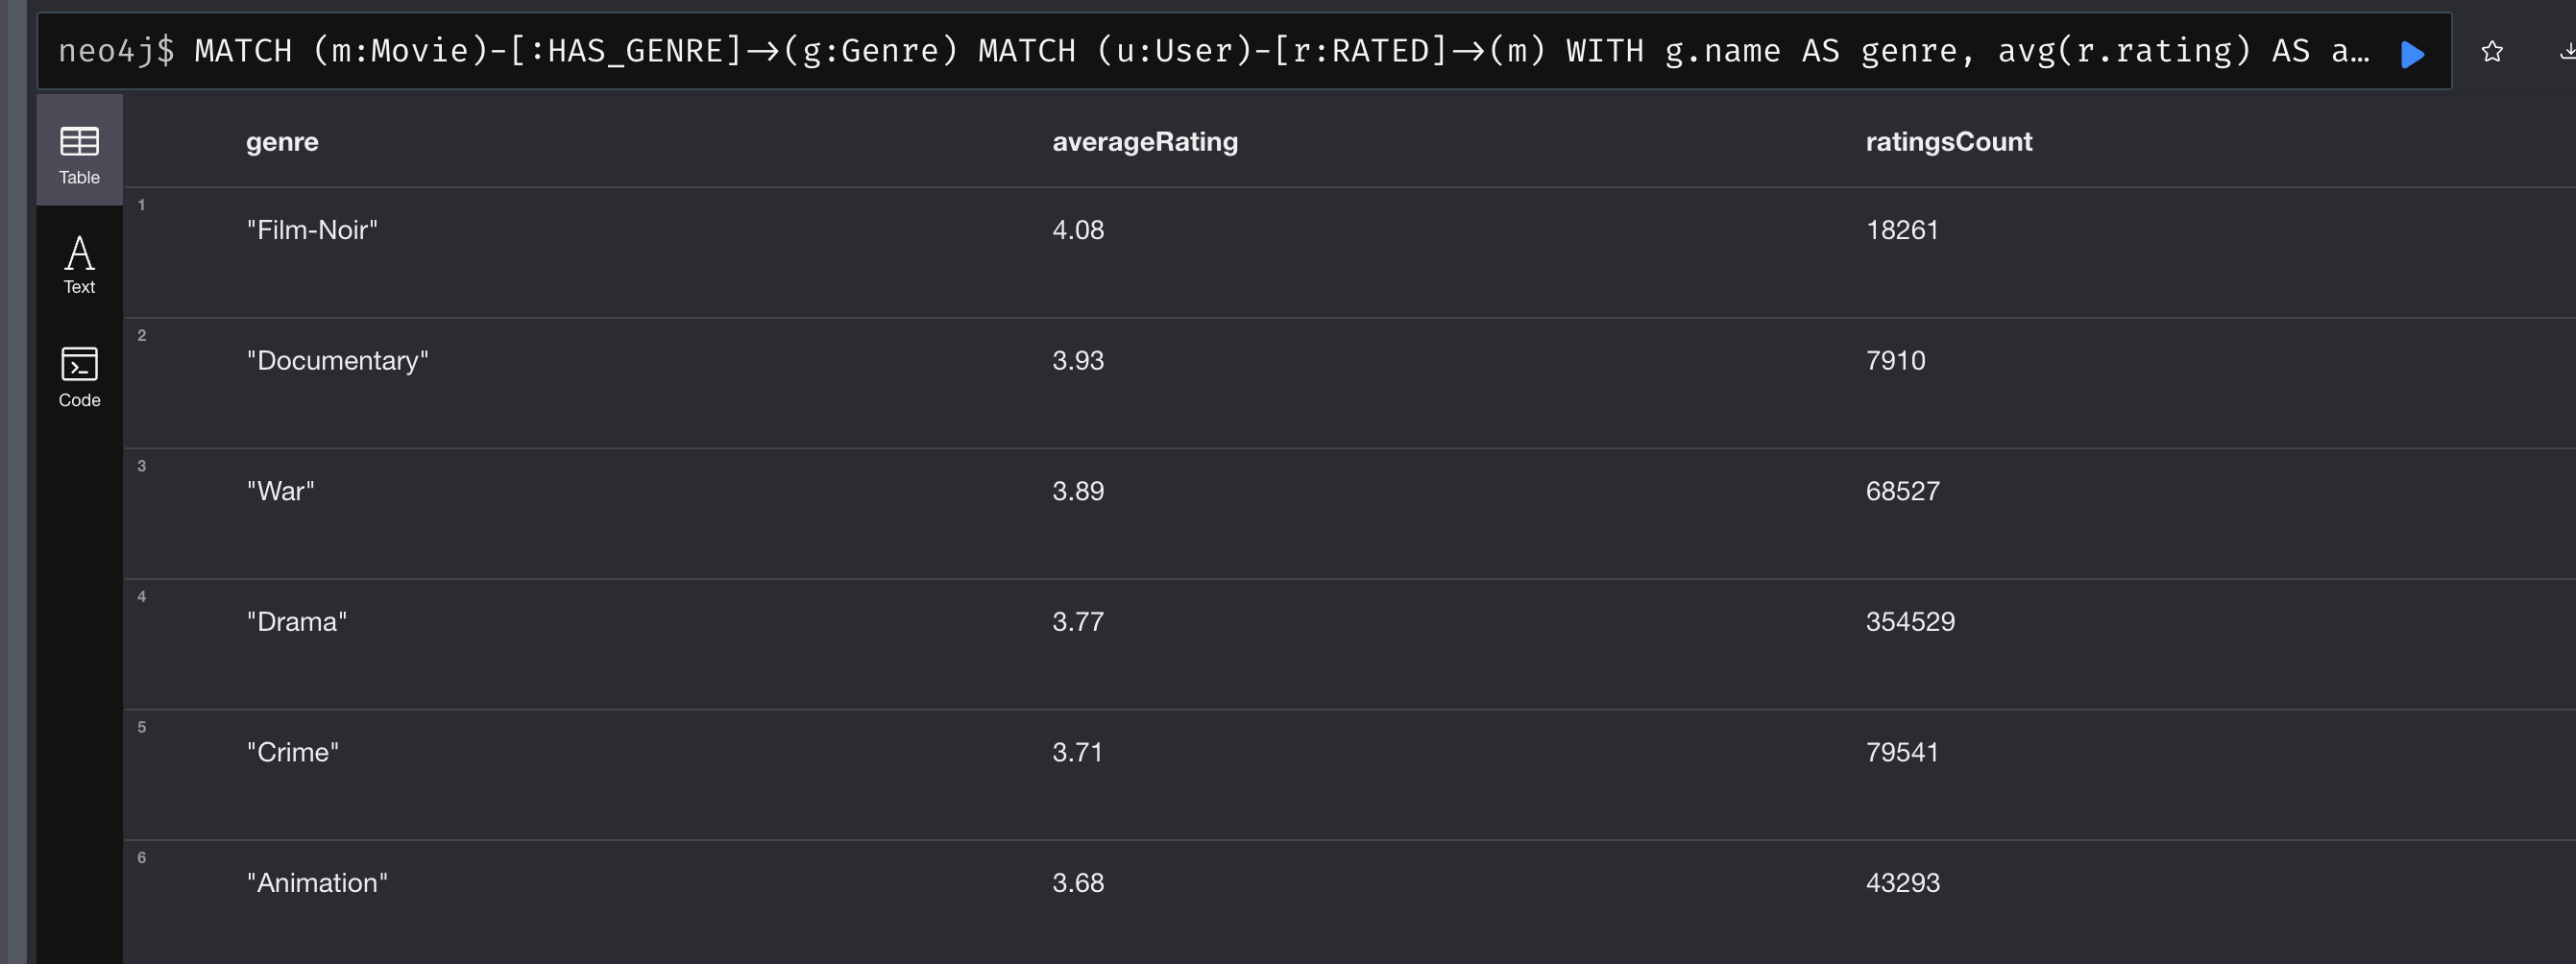 neo4j$ MATCH (m:Movie)-[:HAS_GENRE]→(g:Genre) MATCH (u:User)-[r:RATED]→(m) WITH g.name AS genre, avg(r.rating) AS a…
Table
Text
Code
genre averageRating ratingsCount
1 "Film-Noir" 4.08 18261
2 "Documentary" 3.93 7910
3 "War" 3.89 68527
4 "Drama" 3.77 354529
5 "Crime" 3.71 79541
6 "Animation" 3.68 43293